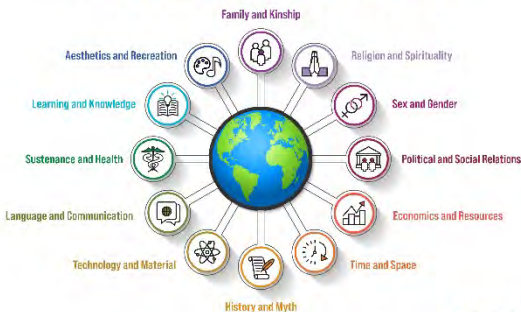 Family and Kinship
Aesthetics and Recreation
Religion and Spirituality
Learning and Knowledge
Sex and Gender
Sustenance and Health
Political and Social Relations
Language and Communication
Economics and Resources
Technology and Material
Time and Space
History and Myth